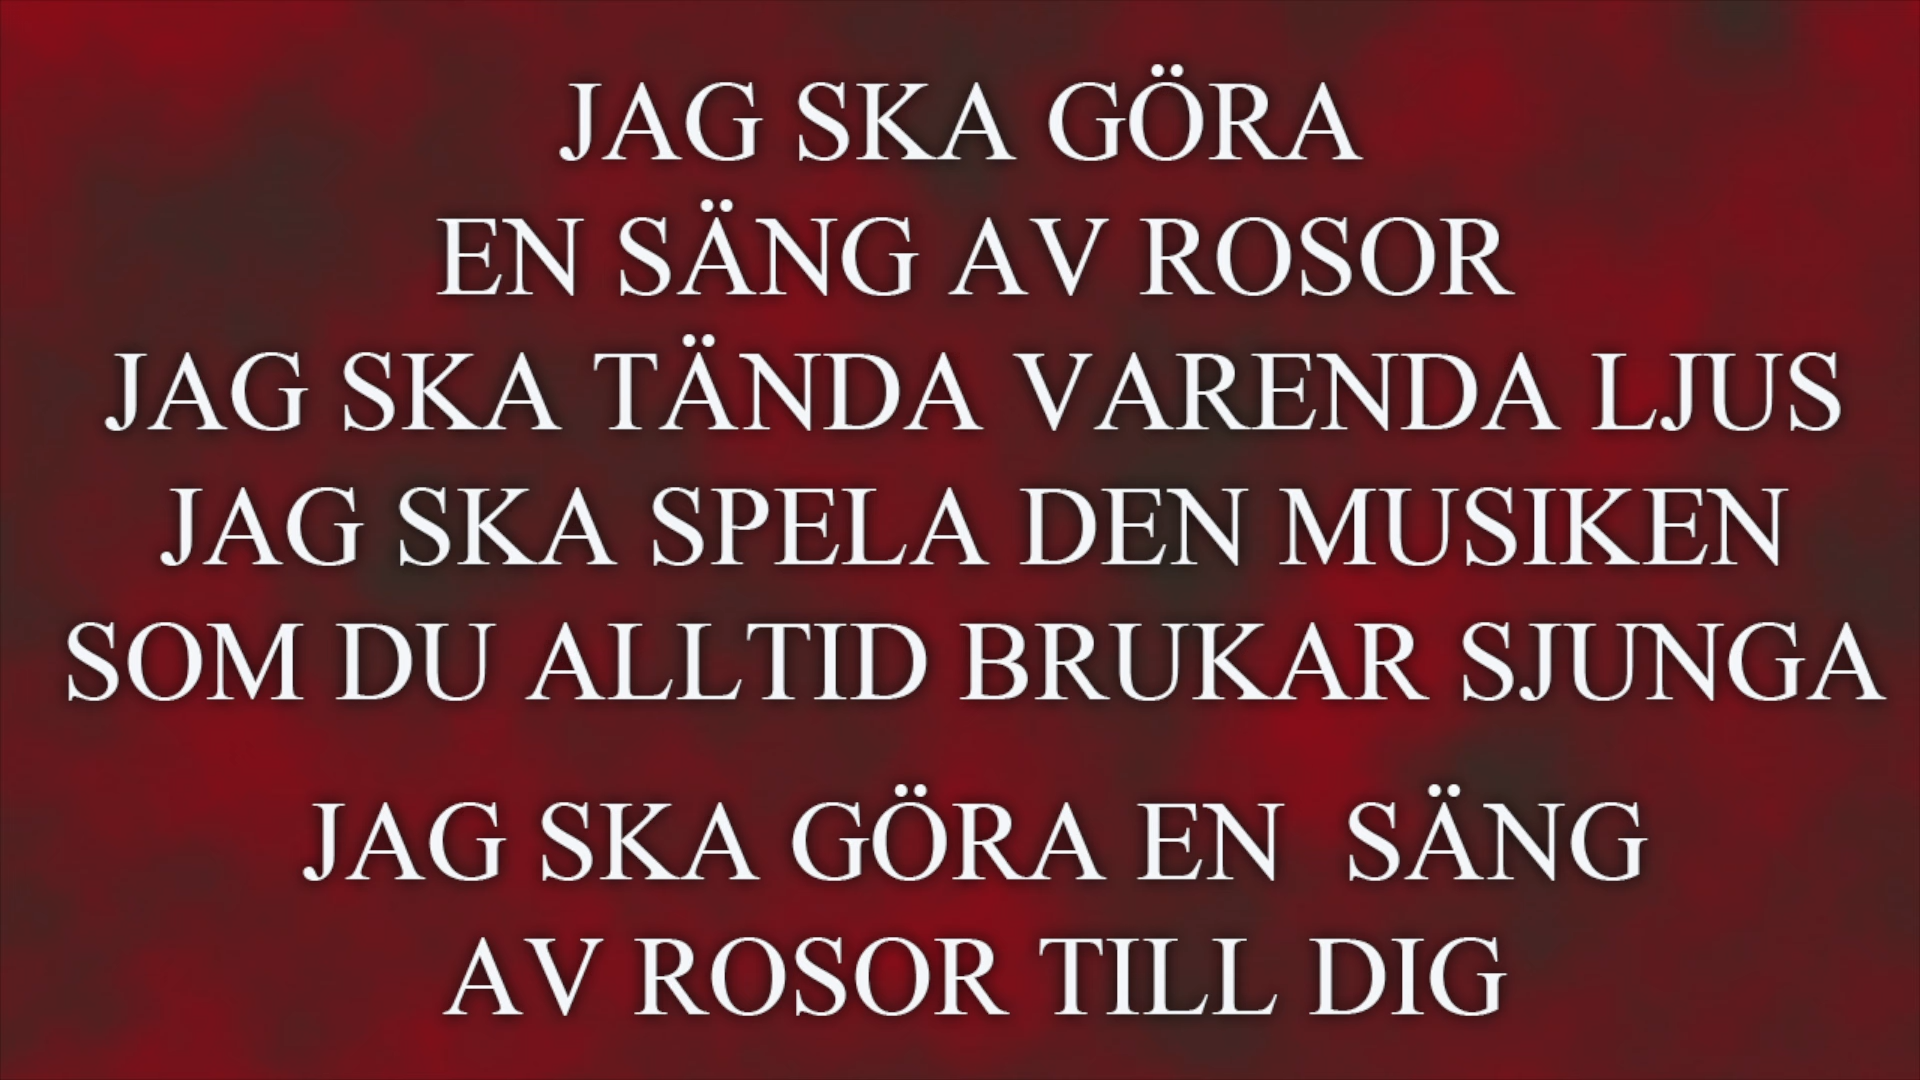 JAG SKA GÖRA
EN SÄNG AV ROSOR
JAG SKA TÄNDA VARENDA LJUS
JAG SKA SPELA DEN MUSIKEN
SOM DU ALLTID BRUKAR SJUNGA
JAG SKA GÖRA EN  SÄNG
AV ROSOR TILL DIG